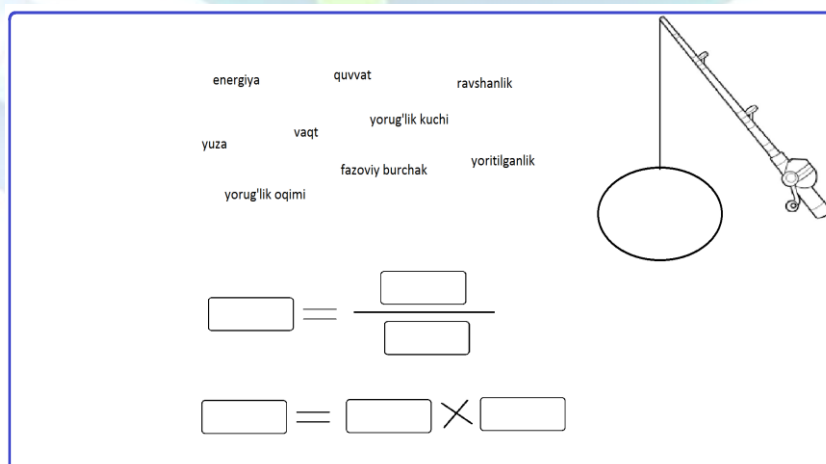 energiya
quvvat
ravshanlik
yuza
vaqt
yorug'lik kuchi
fazoviy burchak
yoritilganlik
yorug'lik oqimi